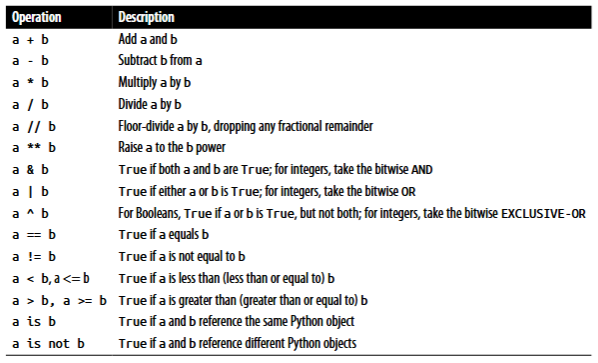 Operation Description
a + b Add a and b
a - b Subtract b from a
a * b Multiply a by b
a / b Divide a by b
a // b Floor-divide a by b, dropping any fractional remainder
a ** b Raise a to the b power
a & b True if both a and b are True; for integers, take the bitwise AND
a | b True if either a or b is True; for integers, take the bitwise OR
a ^ b For Booleans, True if a or b is True, but not both; for integers, take the bitwise EXCLUSIVE-OR
a == b True if a equals b
a != b True if a is not equal to b
a < b, a <= b True if a is less than (less than or equal to) b
a > b, a >= b True if a is greater than (greater than or equal to) b
a is b True if a and b reference the same Python object
a is not b True if a and b reference different Python objects